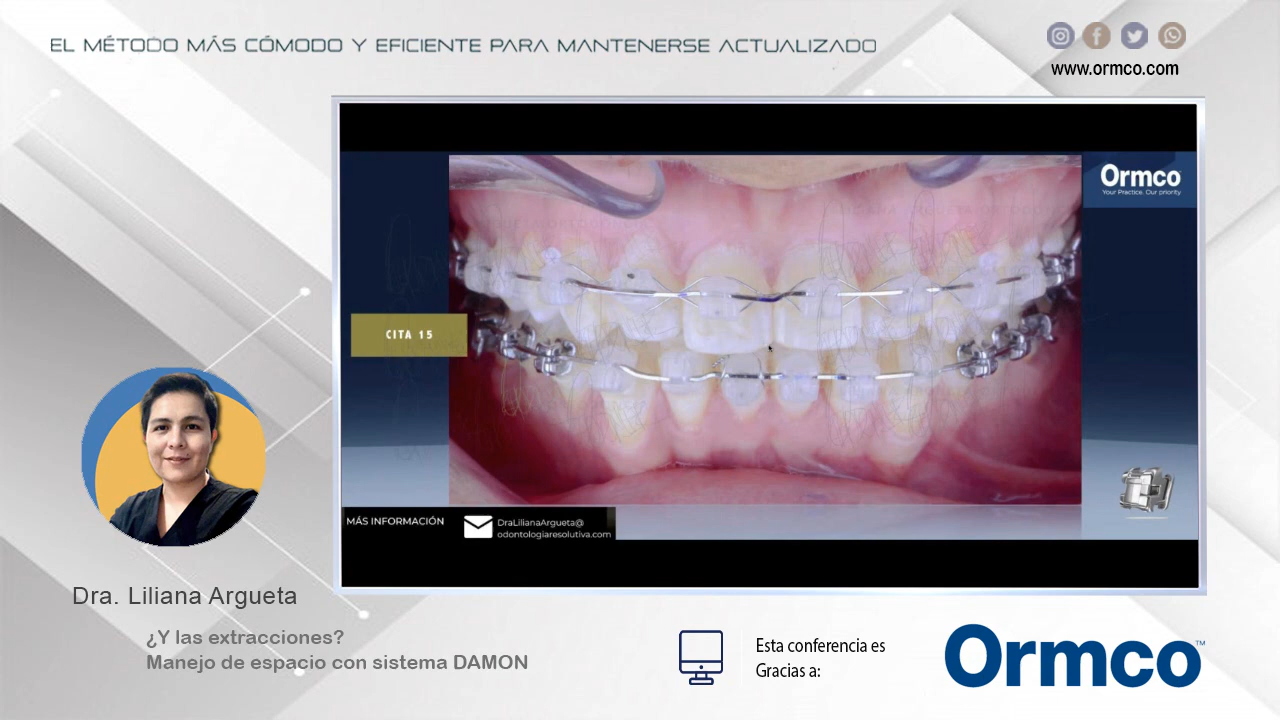 EL MÉTODO MÁS CÓMODO Y EFICIENTE PARA MANTENERSE ACTUALIZADO
www.ormco.com
Ormco
Your Practice. Our priority
CITA 15
MÁS INFORMACIÓN
DraLilianaArgueta@
odontologiaresolutiva.com
Dra. Liliana Argueta
¿Y las extracciones?
Manejo de espacio con sistema DAMON
Esta conferencia es
Gracias a:
Ormco™